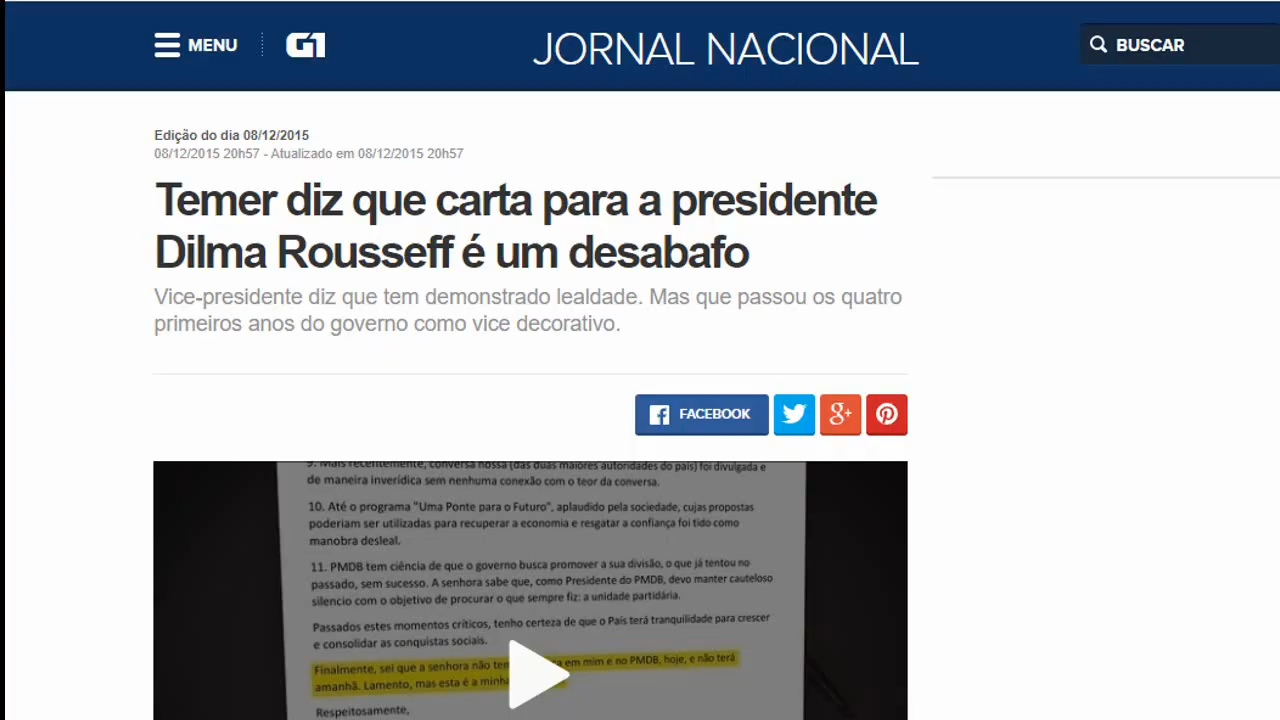 MENU
G1
JORNAL NACIONAL
BUSCAR
Edição do dia 08/12/2015
08/12/2015 20h57 - Atualizado em 08/12/2015 20h57
Temer diz que carta para a presidente
Dilma Rousseff é um desabafo
Vice-presidente diz que tem demonstrado lealdade. Mas que passou os quatro
primeiros anos do governo como vice decorativo.
FACEBOOK
g+
9. Mais recentemente, conversa nossa (das duas maiores autoridades do país) foi divulgada e
de maneira inverídica sem nenhuma conexão com o teor da conversa.
10. Até o programa "Uma Ponte para o Futuro", aplaudido pela sociedade, cujas propostas
poderiam ser utilizadas para recuperar a economia e resgatar a confiança foi tido como
manobra desleal.
11. PMDB tem ciência de que o governo busca promover a sua divisão, o que já tentou no
passado, sem sucesso. A senhora sabe que, como Presidente do PMDB, devo manter cauteloso
silencio com o objetivo de procurar o que sempre fiz: a unidade partidária.
Passados estes momentos críticos, tenho certeza de que o País terá tranquilidade para crescer
e consolidar as conquistas sociais.
Finalmente, sei que a senhora não tem em mim e no PMDB, hoje, e não terá
amanhã. Lamento, mas esta é a minha
Respeitosamente,